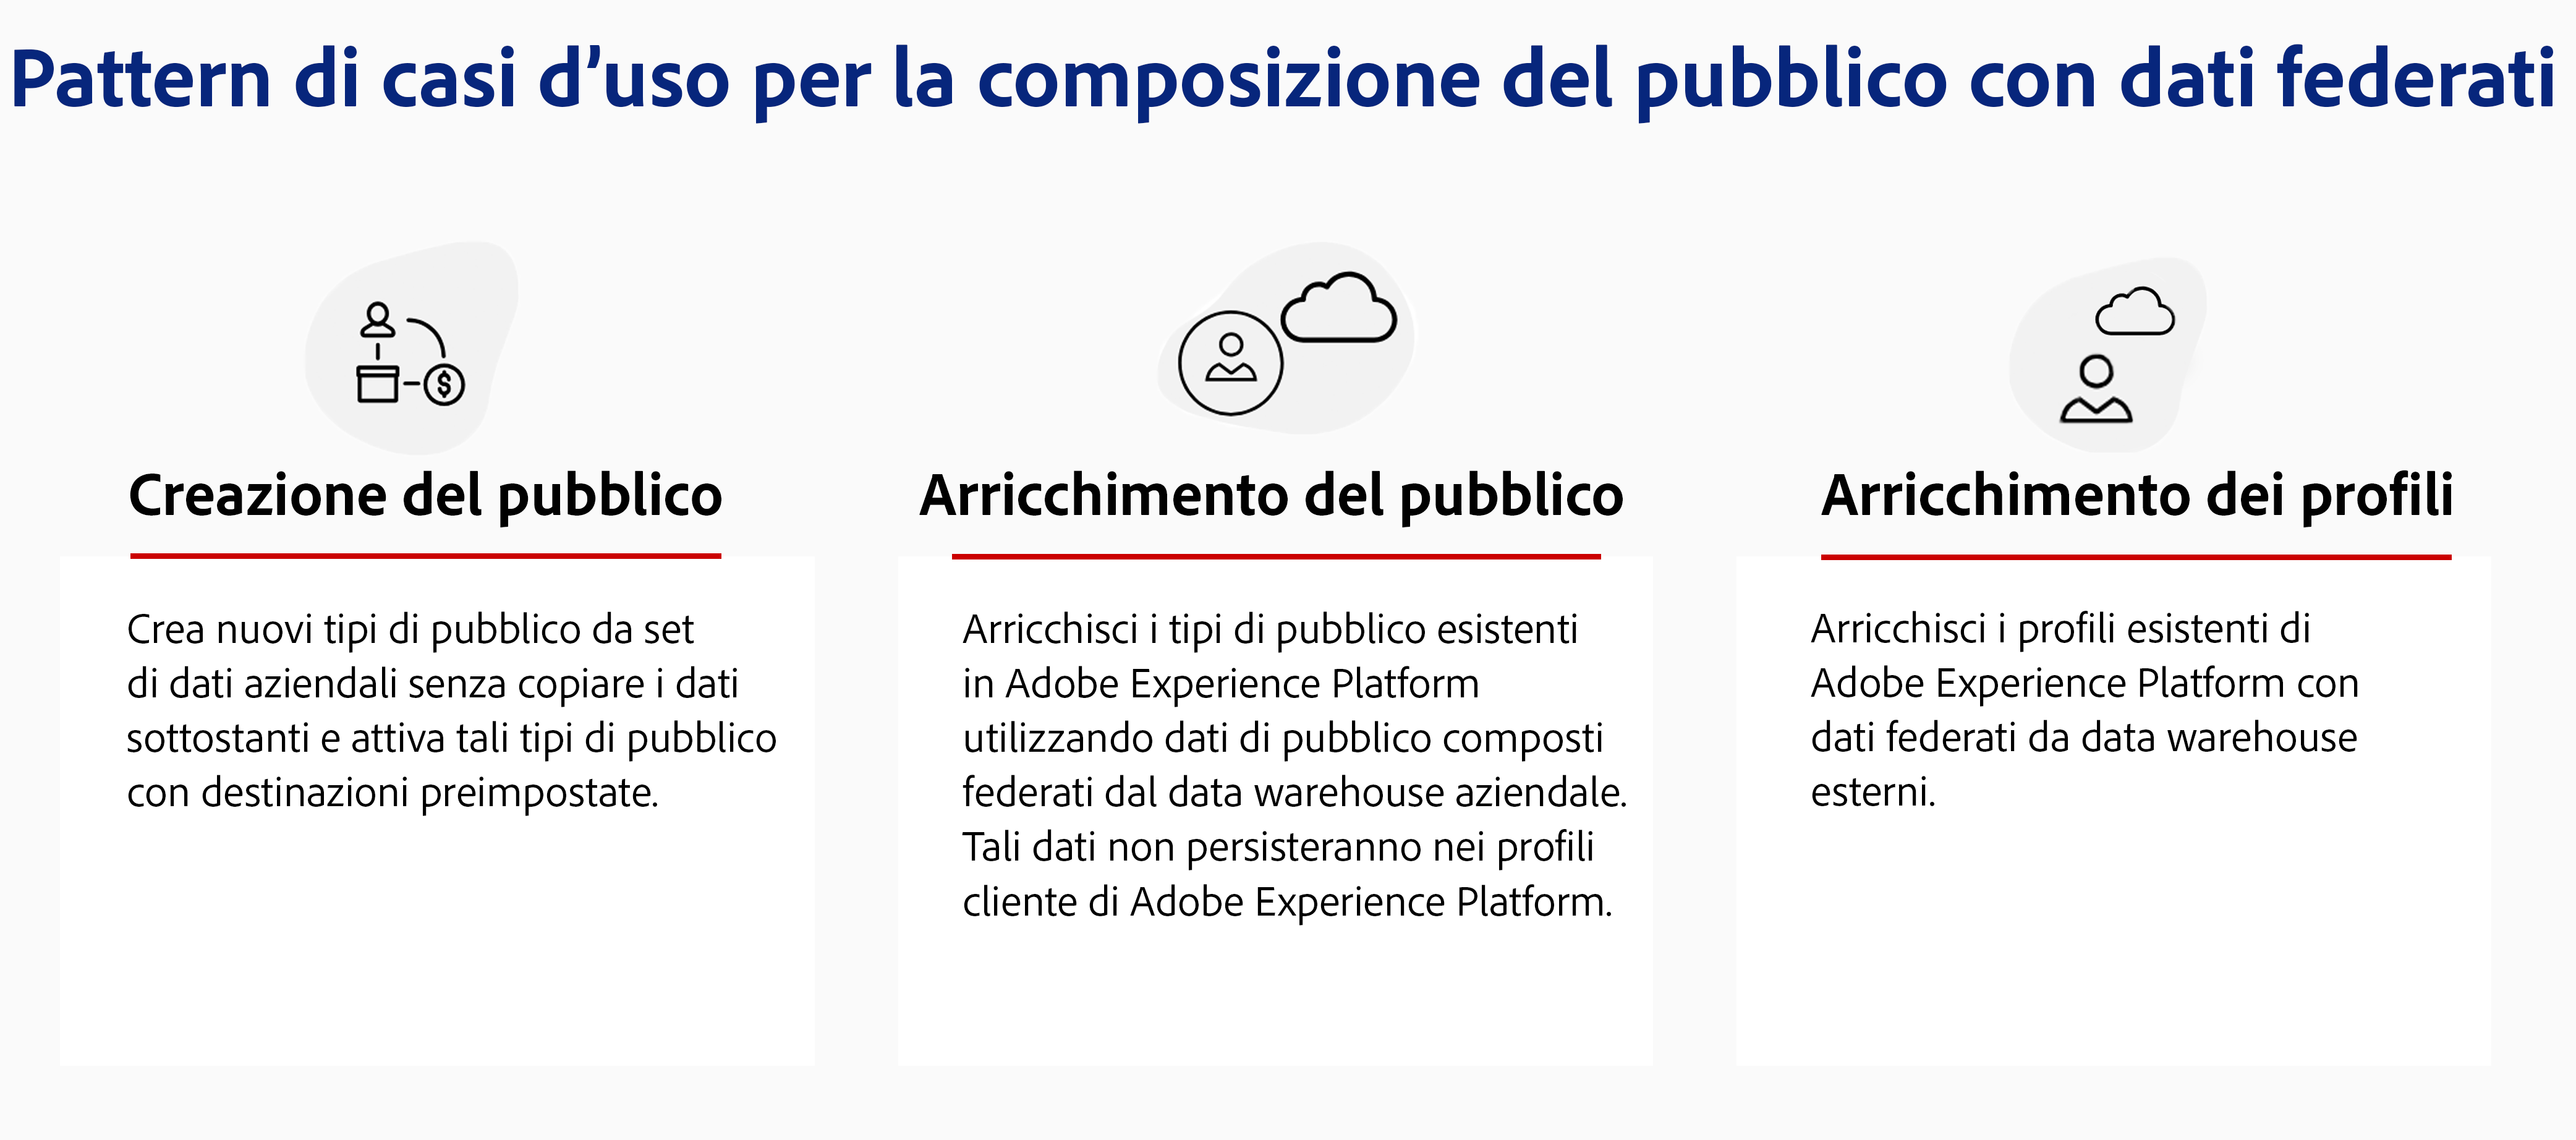 Pattern di casi d’uso per la composizione del pubblico con dati federati
Creazione del pubblico
Crea nuovi tipi di pubblico da set
di dati aziendali senza copiare i dati
sottostanti e attiva tali tipi di pubblico
con destinazioni preimpostate.
Arricchimento del pubblico
Arricchisci i tipi di pubblico esistenti
in Adobe Experience Platform
utilizzando dati di pubblico composti
federati dal data warehouse aziendale.
Tali dati non persisteranno nei profili
cliente di Adobe Experience Platform.
Arricchimento dei profili
Arricchisci i profili esistenti di
Adobe Experience Platform con
dati federati da data warehouse
esterni.